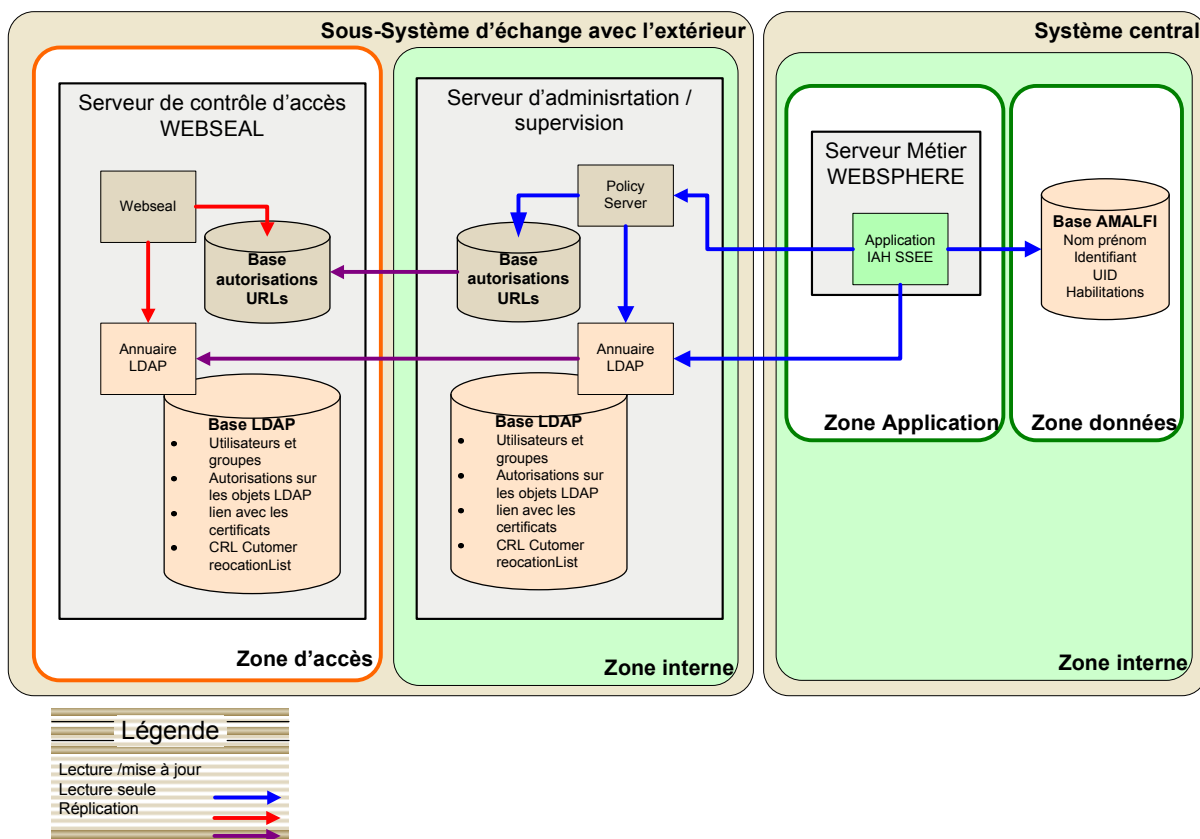 Sous-Système d'échange avec l'extérieur
Serveur de contrôle d'accès
WEBSEAL
Webseal
Base
autorisations
URLs
Annuaire
LDAP
Base LDAP
• Utilisateurs et
groupes
• Autorisations sur
les objets LDAP
• lien avec les
certificats
• CRL Cutomer
reocationList
Zone d'accès
Serveur d'adminisrtation /
supervision
Policy
Server
Base
autorisations
URLs
Annuaire
LDAP
Base LDAP
• Utilisateurs et
groupes
• Autorisations sur
les objets LDAP
• lien avec les
certificats
• CRL Cutomer
reocationList
Zone interne
Système central
Serveur Métier
WEBSPHERE
Application
IAH SSEE
Zone Application
Base AMALFI
Nom prénom
Identifiant
UID
Habilitations
Zone données
Zone interne
Légende
Lecture /mise à jour
Lecture seule
Réplication